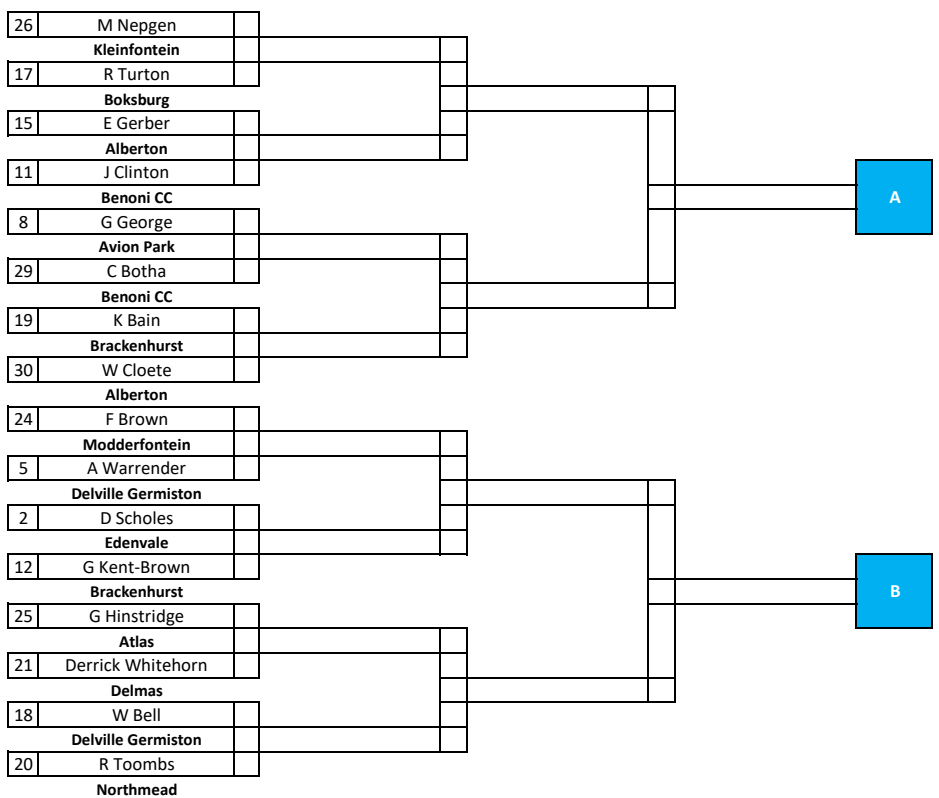 26 M Nepgen
Kleinfontein
17 R Turton
Boksburg
15 E Gerber
Alberton
11 J Clinton
Benoni CC
A
8 G George
Avion Park
29 C Botha
Benoni CC
19 K Bain
Brackenhurst
30 W Cloete
Alberton
24 F Brown
Modderfontein
5 A Warrender
Delville Germiston
2 D Scholes
Edenvale
12 G Kent-Brown
Brackenhurst
B
25 G Hinstridge
Atlas
21 Derrick Whitehorn
Delmas
18 W Bell
Delville Germiston
20 R Toombs
Northmead